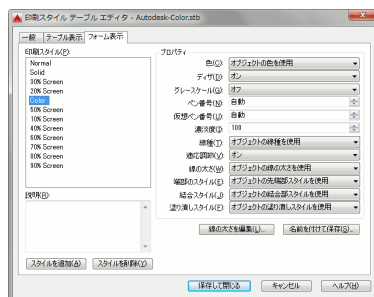 印刷スタイル テーブル エディタ - Autodesk-Color.stb
一般 テーブル表示 フォーム表示
印刷スタイル(P):
Normal
Solid
30% Screen
20% Screen
Color
50% Screen
10% Screen
40% Screen
60% Screen
70% Screen
80% Screen
90% Screen
説明(R):
スタイルを追加(A) スタイルを削除(Y)
プロパティ
色(C): オブジェクトの色を使用
ディザ(D): オン
グレースケール(G): オフ
ペン番号(N): 自動
仮想ペン番号(U): 自動
濃淡度(I): 100
線種(T): オブジェクトの線種を使用
適応調節(V): オン
線の太さ(W): オブジェクトの線の太さを使用
端部のスタイル(E): オブジェクトの先端部スタイルを使用
結合スタイル(J): オブジェクトの結合部スタイルを使用
塗り潰しスタイル(F): オブジェクトの塗り潰しスタイルを使用
線の太さを編集(L)... 名前を付けて保存(S)...
保存して閉じる キャンセル ヘルプ(H)